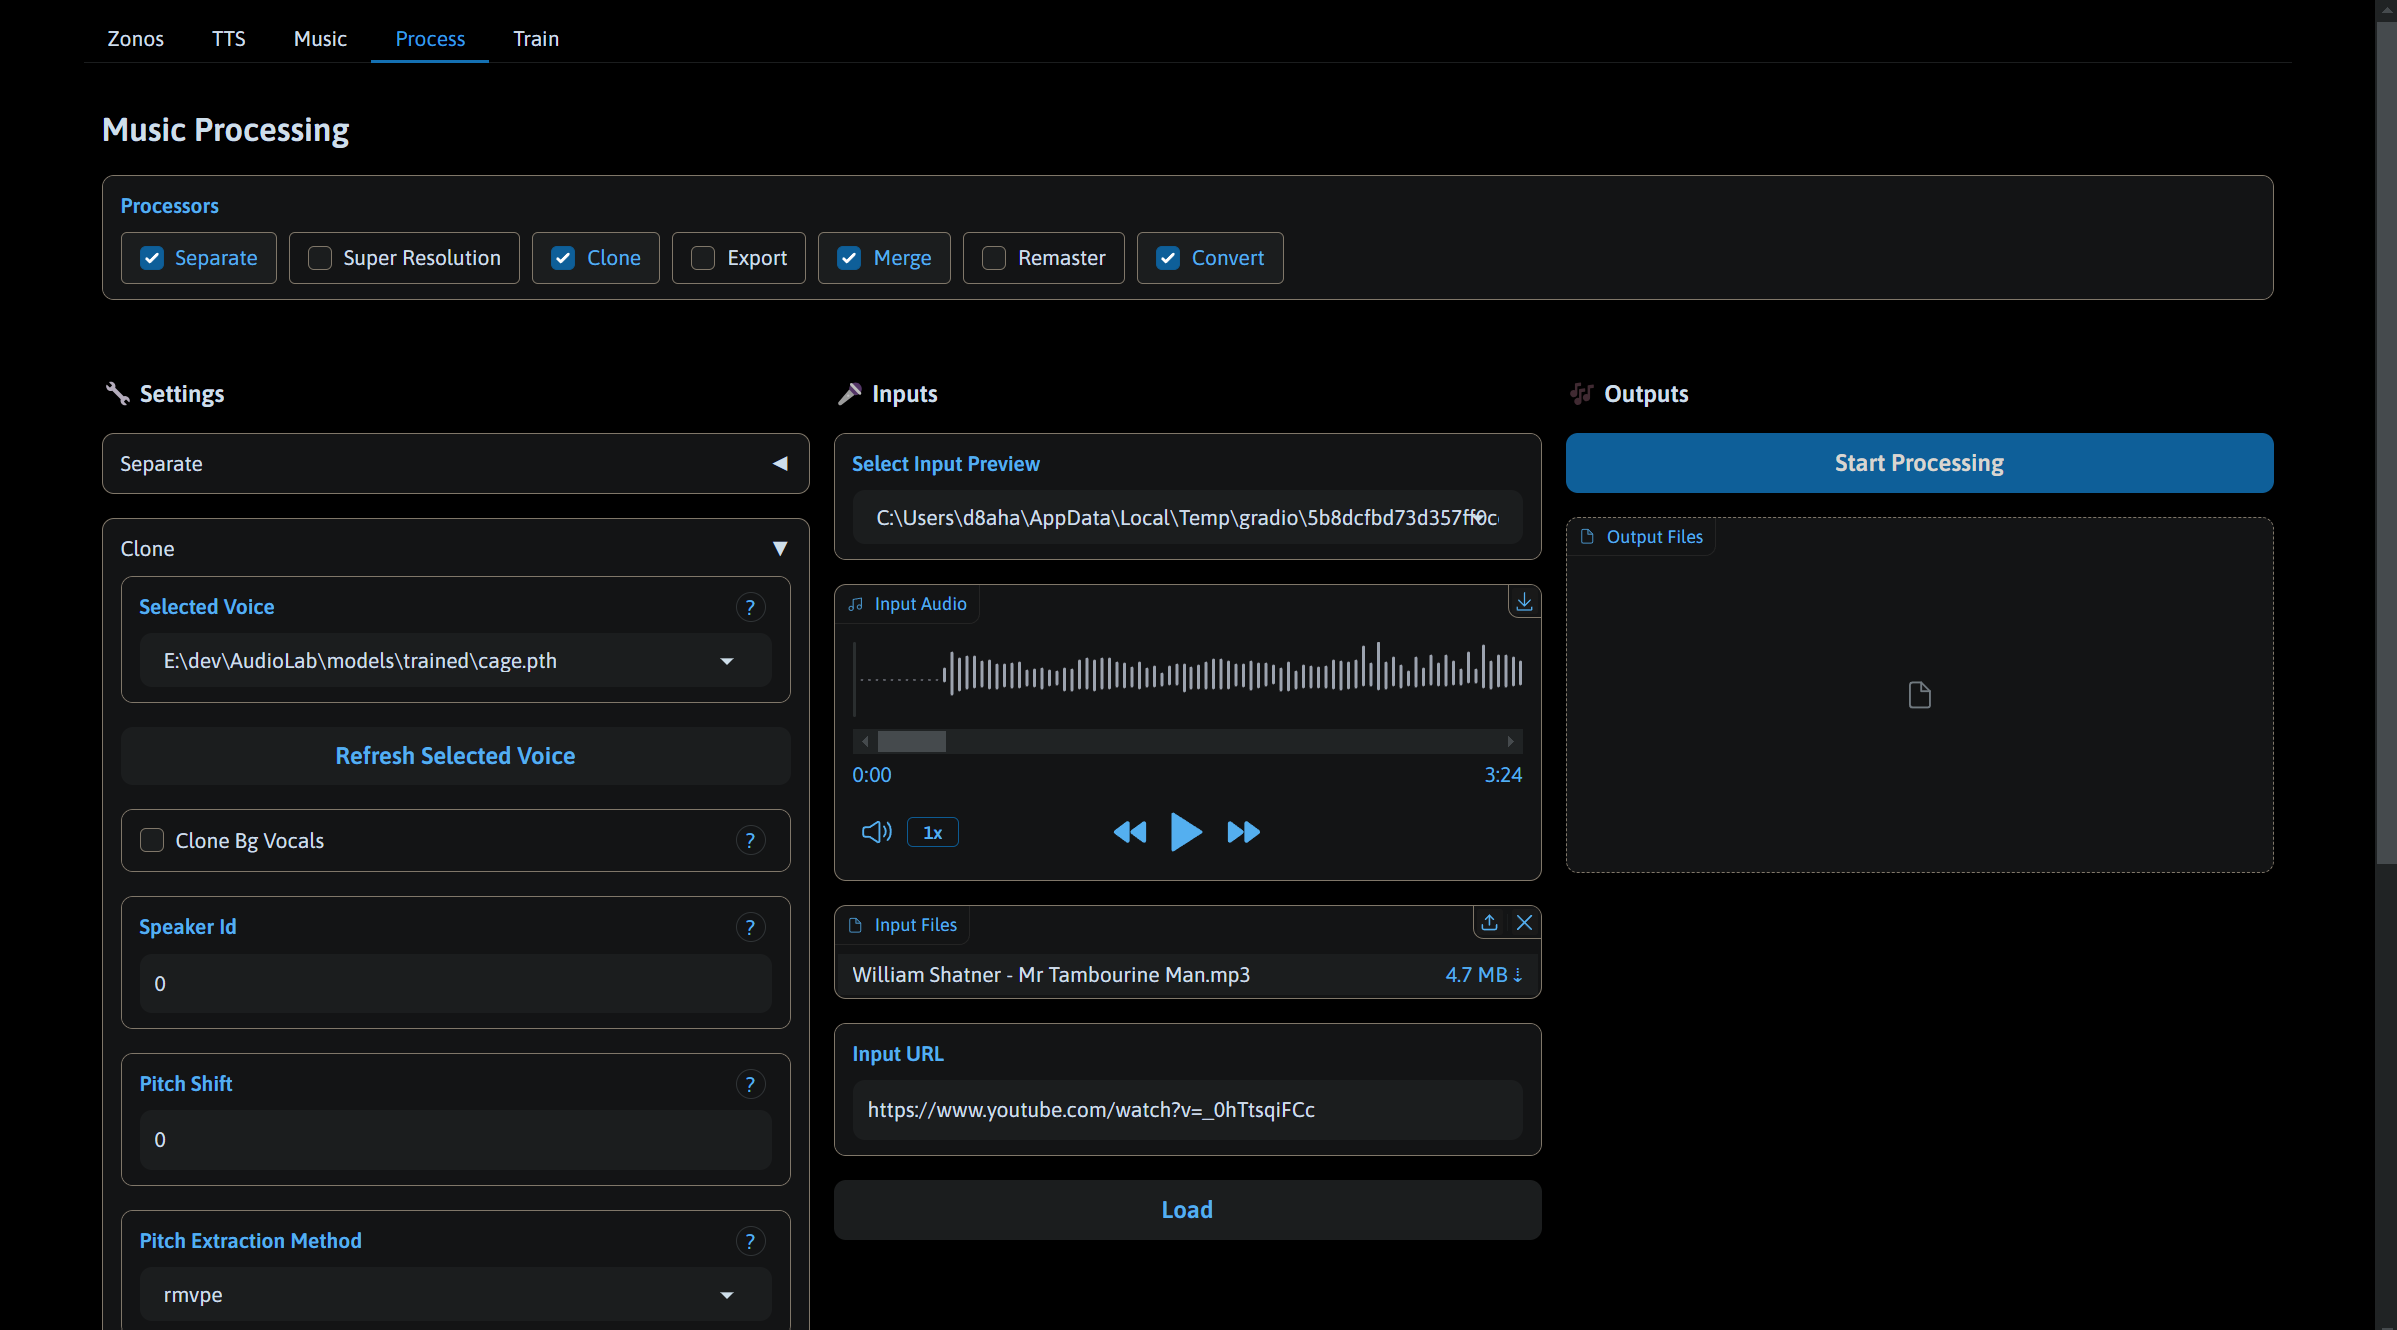 Zonos TTS Music Process Train
Music Processing
Processors
Separate Super Resolution Clone Export Merge Remaster Convert
Settings
Separate
Clone
Selected Voice ?
E:\dev\AudioLab\models\trained\cage.pth
Refresh Selected Voice
Clone Bg Vocals ?
Speaker Id ?
0
Pitch Shift ?
0
Pitch Extraction Method ?
rmvpe
Inputs
Select Input Preview
C:\Users\d8aha\AppData\Local\Temp\gradio\5b8dcfbd73d357ff0c
Input Audio
0:00 3:24
1x
Input Files
William Shatner - Mr Tambourine Man.mp3 4.7 MB ⇣
Input URL
https://www.youtube.com/watch?v=_0hTtsqiFCc
Load
Outputs
Start Processing
Output Files